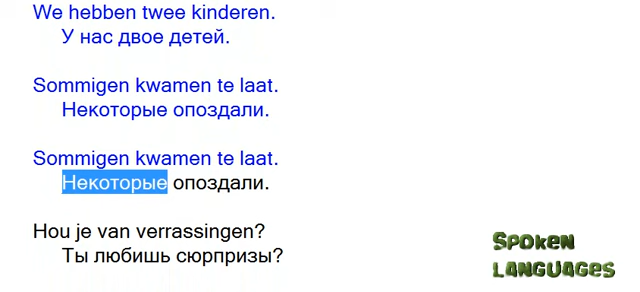 We hebben twee kinderen.
У нас двое детей.
Sommigen kwamen te laat.
Некоторые опоздали.
Sommigen kwamen te laat.
Некоторые опоздали.
Hou je van verrassingen?
Ты любишь сюрпризы?
Spoken
Languages